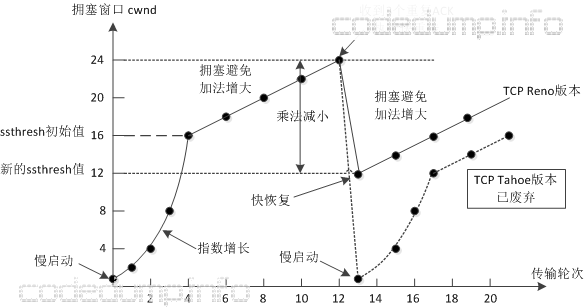 拥塞窗口 cwnd
24
20
16
12
8
4
ssthresh初始值
新的ssthresh值
拥塞避免
加法增大
乘法减小
拥塞避免
加法增大
TCP Reno版本
TCP Tahoe版本
已废弃
快恢复
指数增长
慢启动
慢启动
传输轮次
2
4
6
8
10
12
14
16
18
20